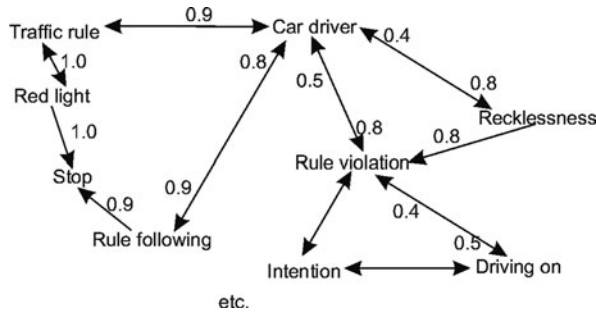 0.9
Traffic rule
Car driver
0.4
1.0
0.8
0.5
0.8
Red light
Recklessness
1.0
0.8
0.8
Stop
Rule violation
0.9
0.9
0.4
Rule following
0.5
Intention
Driving on
etc.